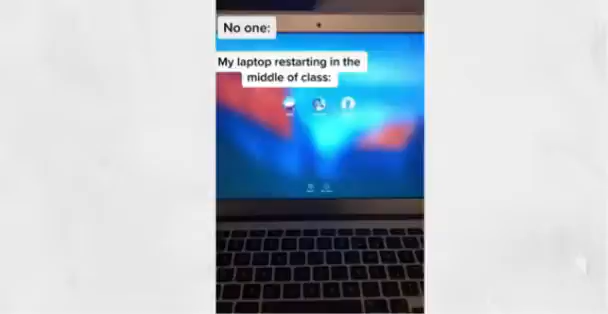 No one:
My laptop restarting in the
middle of class: